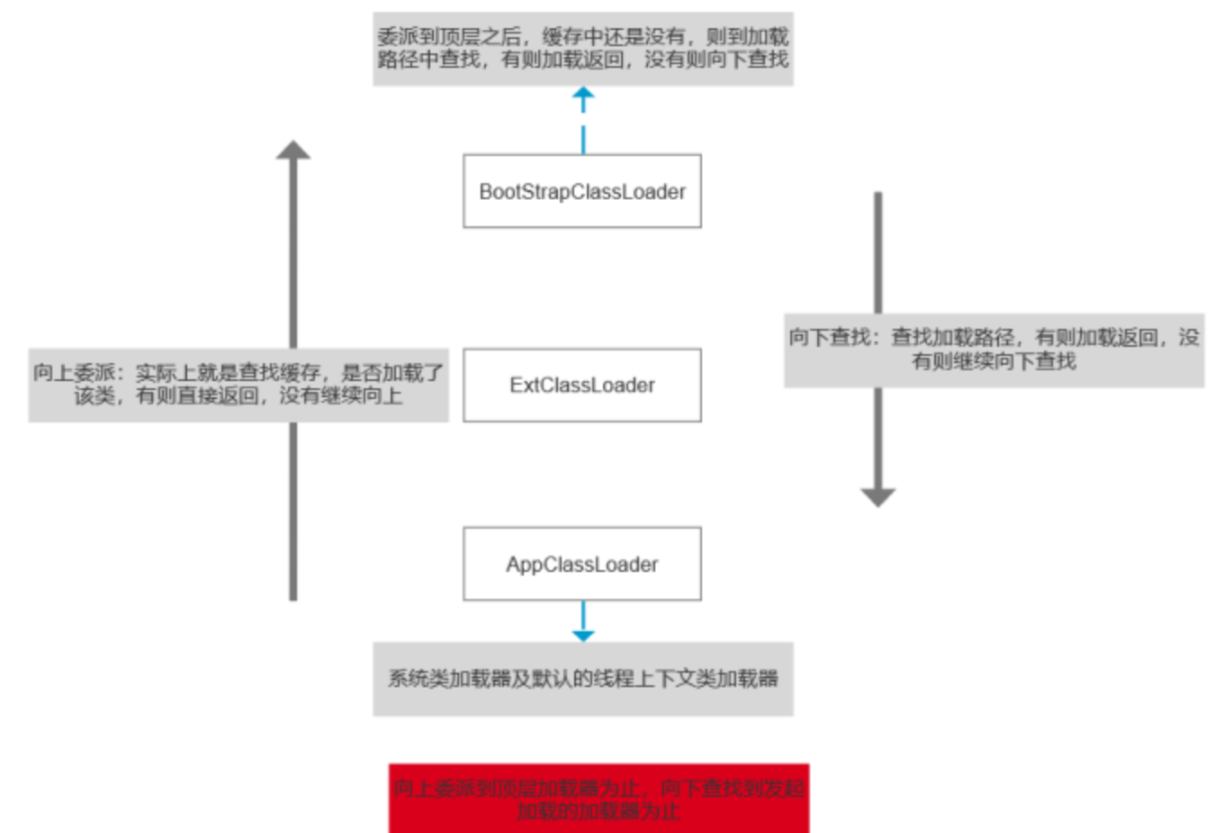 委派到顶层之后，缓存中还是没有，则到加载
路径中查找，有则加载返回，没有则向下查找
BootStrapClassLoader
向下查找：查找加载路径，有则加载返回，没
有则继续向下查找
向上委派：实际上就是查找缓存，是否加载了
该类，有则直接返回，没有继续向上
ExtClassLoader
AppClassLoader
系统类加载器及默认的线程上下文类加载器
向上委派到顶层加载器为止，向下查找到发起
加载的加载器为止